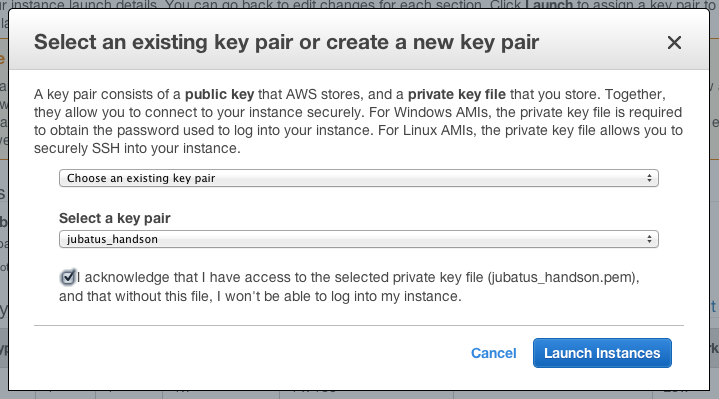 ur instance launch details. You can go back to edit changes for each section. Click Launch to assign a key pair to
Select an existing key pair or create a new key pair
A key pair consists of a public key that AWS stores, and a private key file that you store. Together,
they allow you to connect to your instance securely. For Windows AMIs, the private key file is required
to obtain the password used to log into your instance. For Linux AMIs, the private key file allows you to
securely SSH into your instance.
Choose an existing key pair
Select a key pair
jubatus_handson
I acknowledge that I have access to the selected private key file (jubatus_handson.pem),
and that without this file, I won't be able to log into my instance.
Cancel
Launch Instances